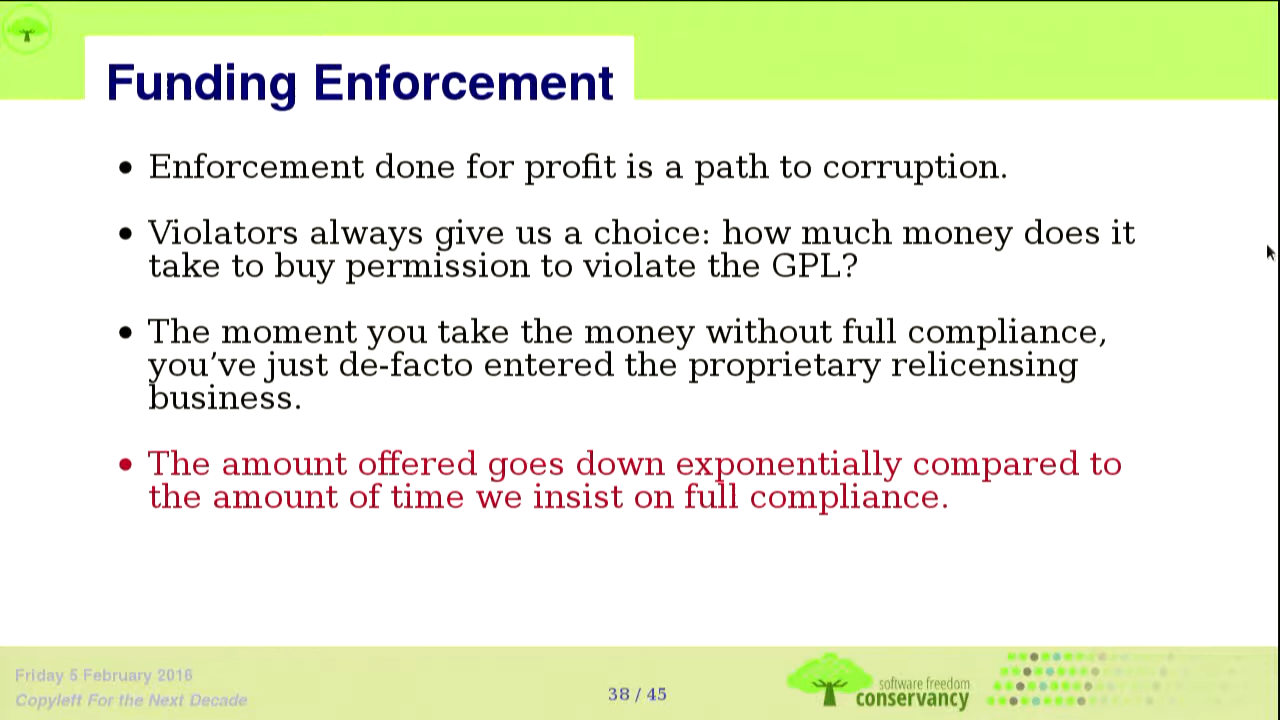 Funding Enforcement
• Enforcement done for profit is a path to corruption.
• Violators always give us a choice: how much money does it
take to buy permission to violate the GPL?
• The moment you take the money without full compliance,
you’ve just de-facto entered the proprietary relicensing
business.
• The amount offered goes down exponentially compared to
the amount of time we insist on full compliance.
Friday 5 February 2016
Copyleft For the Next Decade
38 / 45
software freedom
conservancy